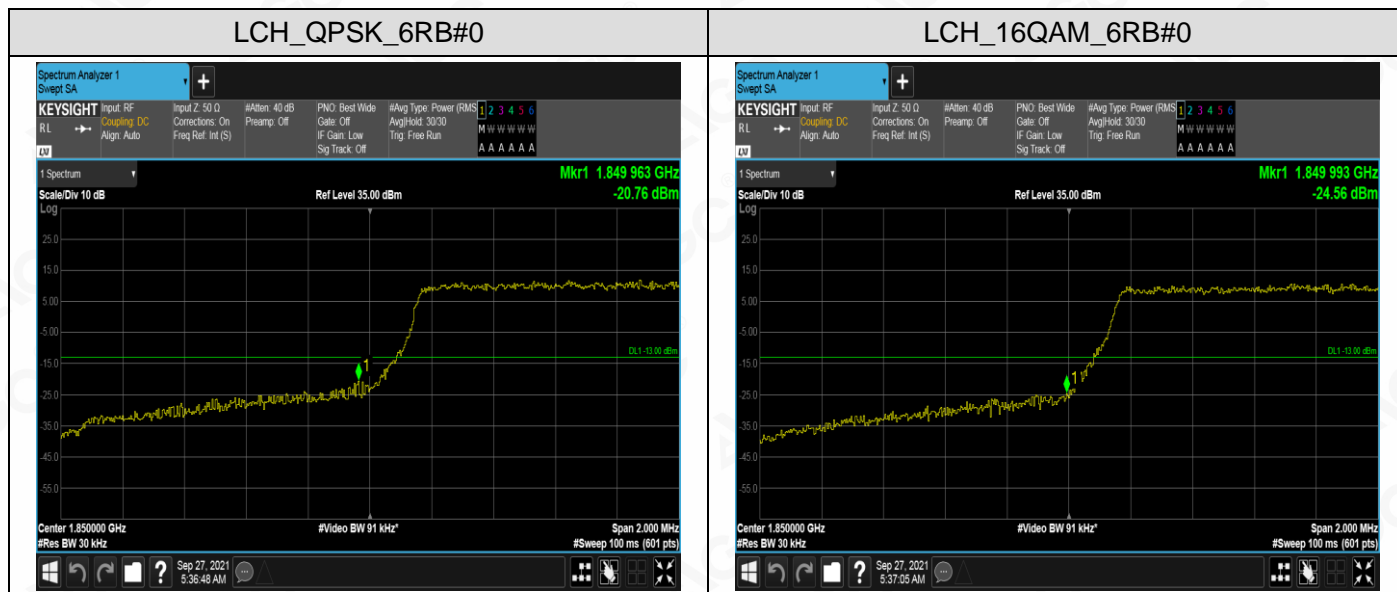 LCH_QPSK_6RB#0
Spectrum Analyzer 1
Swept SA
+
KEYSIGHT Input: RF Input Z: 50 Ω #Atten: 40 dB PNO: Best Wide #Avg Type: Power (RMS 1 2 3 4 5 6
RL Coupling: DC Corrections: On Preamp: Off Gate: Off Avg|Hold: 30/30 M W W W W W
Align: Auto Freq Ref: Int (S) IF Gain: Low Trig: Free Run
LXI Sig Track: Off A A A A A A
1 Spectrum Mkr1 1.849 963 GHz
Scale/Div 10 dB Ref Level 35.00 dBm -20.76 dBm
Log
25.0
15.0
5.00
-5.00
DL1 -13.00 dBm
-15.0
1
-25.0
-35.0
-45.0
-55.0
Center 1.850000 GHz #Video BW 91 kHz* Span 2.000 MHz
#Res BW 30 kHz #Sweep 100 ms (601 pts)
? Sep 27, 2021
5:36:48 AM
LCH_16QAM_6RB#0
Spectrum Analyzer 1
Swept SA
+
KEYSIGHT Input: RF Input Z: 50 Ω #Atten: 40 dB PNO: Best Wide #Avg Type: Power (RMS 1 2 3 4 5 6
RL Coupling: DC Corrections: On Preamp: Off Gate: Off Avg|Hold: 30/30 M W W W W W
Align: Auto Freq Ref: Int (S) IF Gain: Low Trig: Free Run
LXI Sig Track: Off A A A A A A
1 Spectrum Mkr1 1.849 993 GHz
Scale/Div 10 dB Ref Level 35.00 dBm -24.56 dBm
Log
25.0
15.0
5.00
-5.00
DL1 -13.00 dBm
-15.0
1
-25.0
-35.0
-45.0
-55.0
Center 1.850000 GHz #Video BW 91 kHz* Span 2.000 MHz
#Res BW 30 kHz #Sweep 100 ms (601 pts)
? Sep 27, 2021
5:37:05 AM